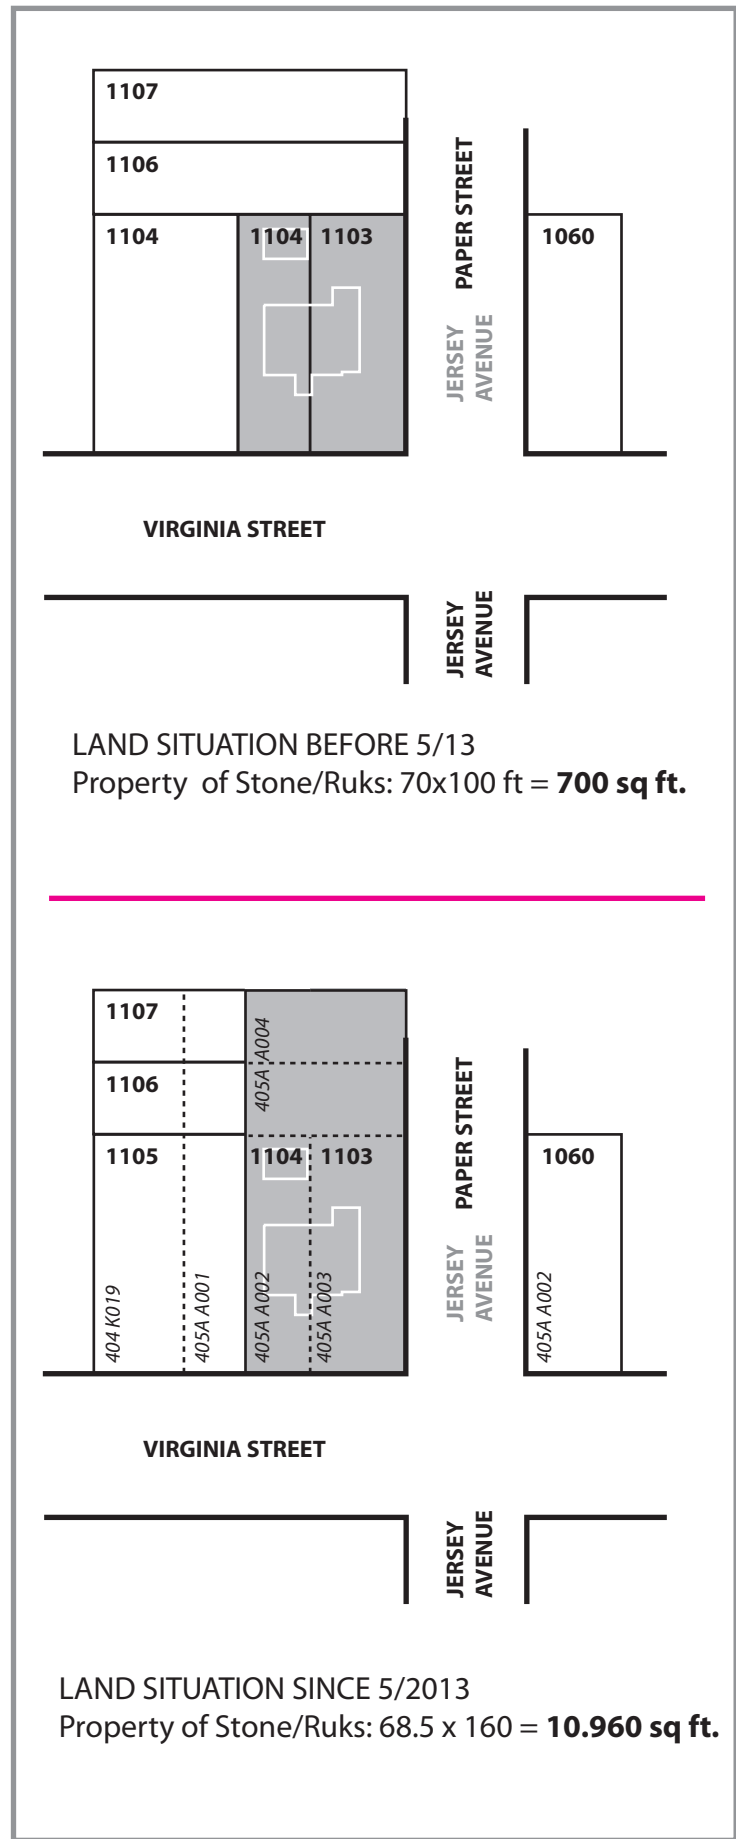 1107
1106
1104
1104
1103
PAPER STREET
JERSEY
AVENUE
1060
VIRGINIA STREET
JERSEY
AVENUE
LAND SITUATION BEFORE 5/13
Property of Stone/Ruks: 70x100 ft = 700 sq ft.
1107
405A A004
1106
1105
1104
1103
PAPER STREET
JERSEY
AVENUE
1060
404 K019
405A A001
405A A002
405A A003
405A A002
VIRGINIA STREET
JERSEY
AVENUE
LAND SITUATION SINCE 5/2013
Property of Stone/Ruks: 68.5 x 160 = 10.960 sq ft.